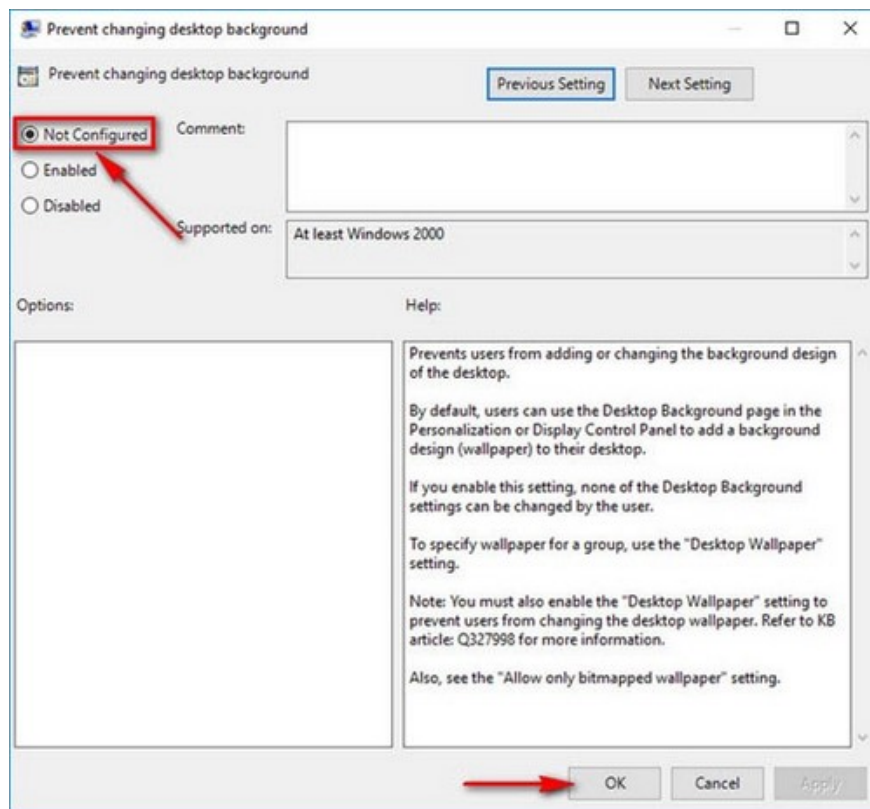 Prevent changing desktop background
Prevent changing desktop background
Previous Setting
Next Setting
Not Configured
Comment:
Enabled
Disabled
Supported on:
At least Windows 2000
Options:
Help:
Prevents users from adding or changing the background design
of the desktop.
By default, users can use the Desktop Background page in the
Personalization or Display Control Panel to add a background
design (wallpaper) to their desktop.
If you enable this setting, none of the Desktop Background
settings can be changed by the user.
To specify wallpaper for a group, use the "Desktop Wallpaper"
setting.
Note: You must also enable the "Desktop Wallpaper" setting to
prevent users from changing the desktop wallpaper. Refer to KB
article: Q327998 for more information.
Also, see the "Allow only bitmapped wallpaper" setting.
OK
Cancel
Apply